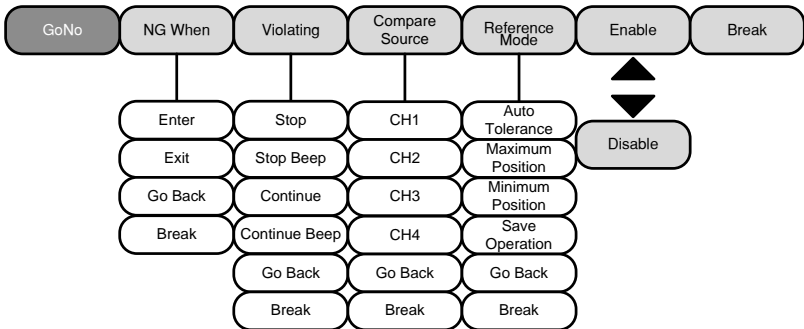 GoNo
NG When
Violating
Compare
Source
Reference
Mode
Enable
Break
Enter
Exit
Go Back
Break
Stop
Stop Beep
Continue
Continue Beep
Go Back
Break
CH1
CH2
CH3
CH4
Go Back
Break
Auto
Tolerance
Maximum
Position
Minimum
Position
Save
Operation
Go Back
Break
Disable